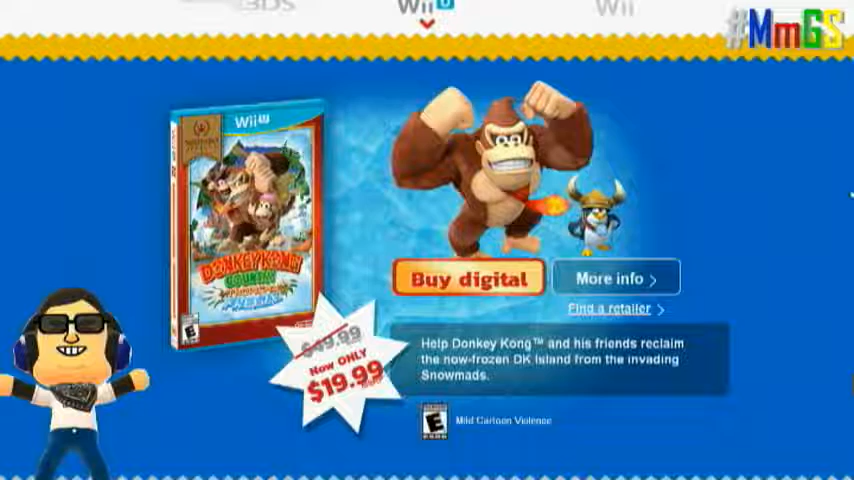 3DS
Wii U
Wii
#MmGS
Wii U
DONKEY KONG
COUNTRY
E
Buy digital
More info >
Find a retailer >
$49.99
Now ONLY
$19.99
Help Donkey Kong™ and his friends reclaim
the now-frozen DK Island from the invading
Snowmads.
E
Mild Cartoon Violence